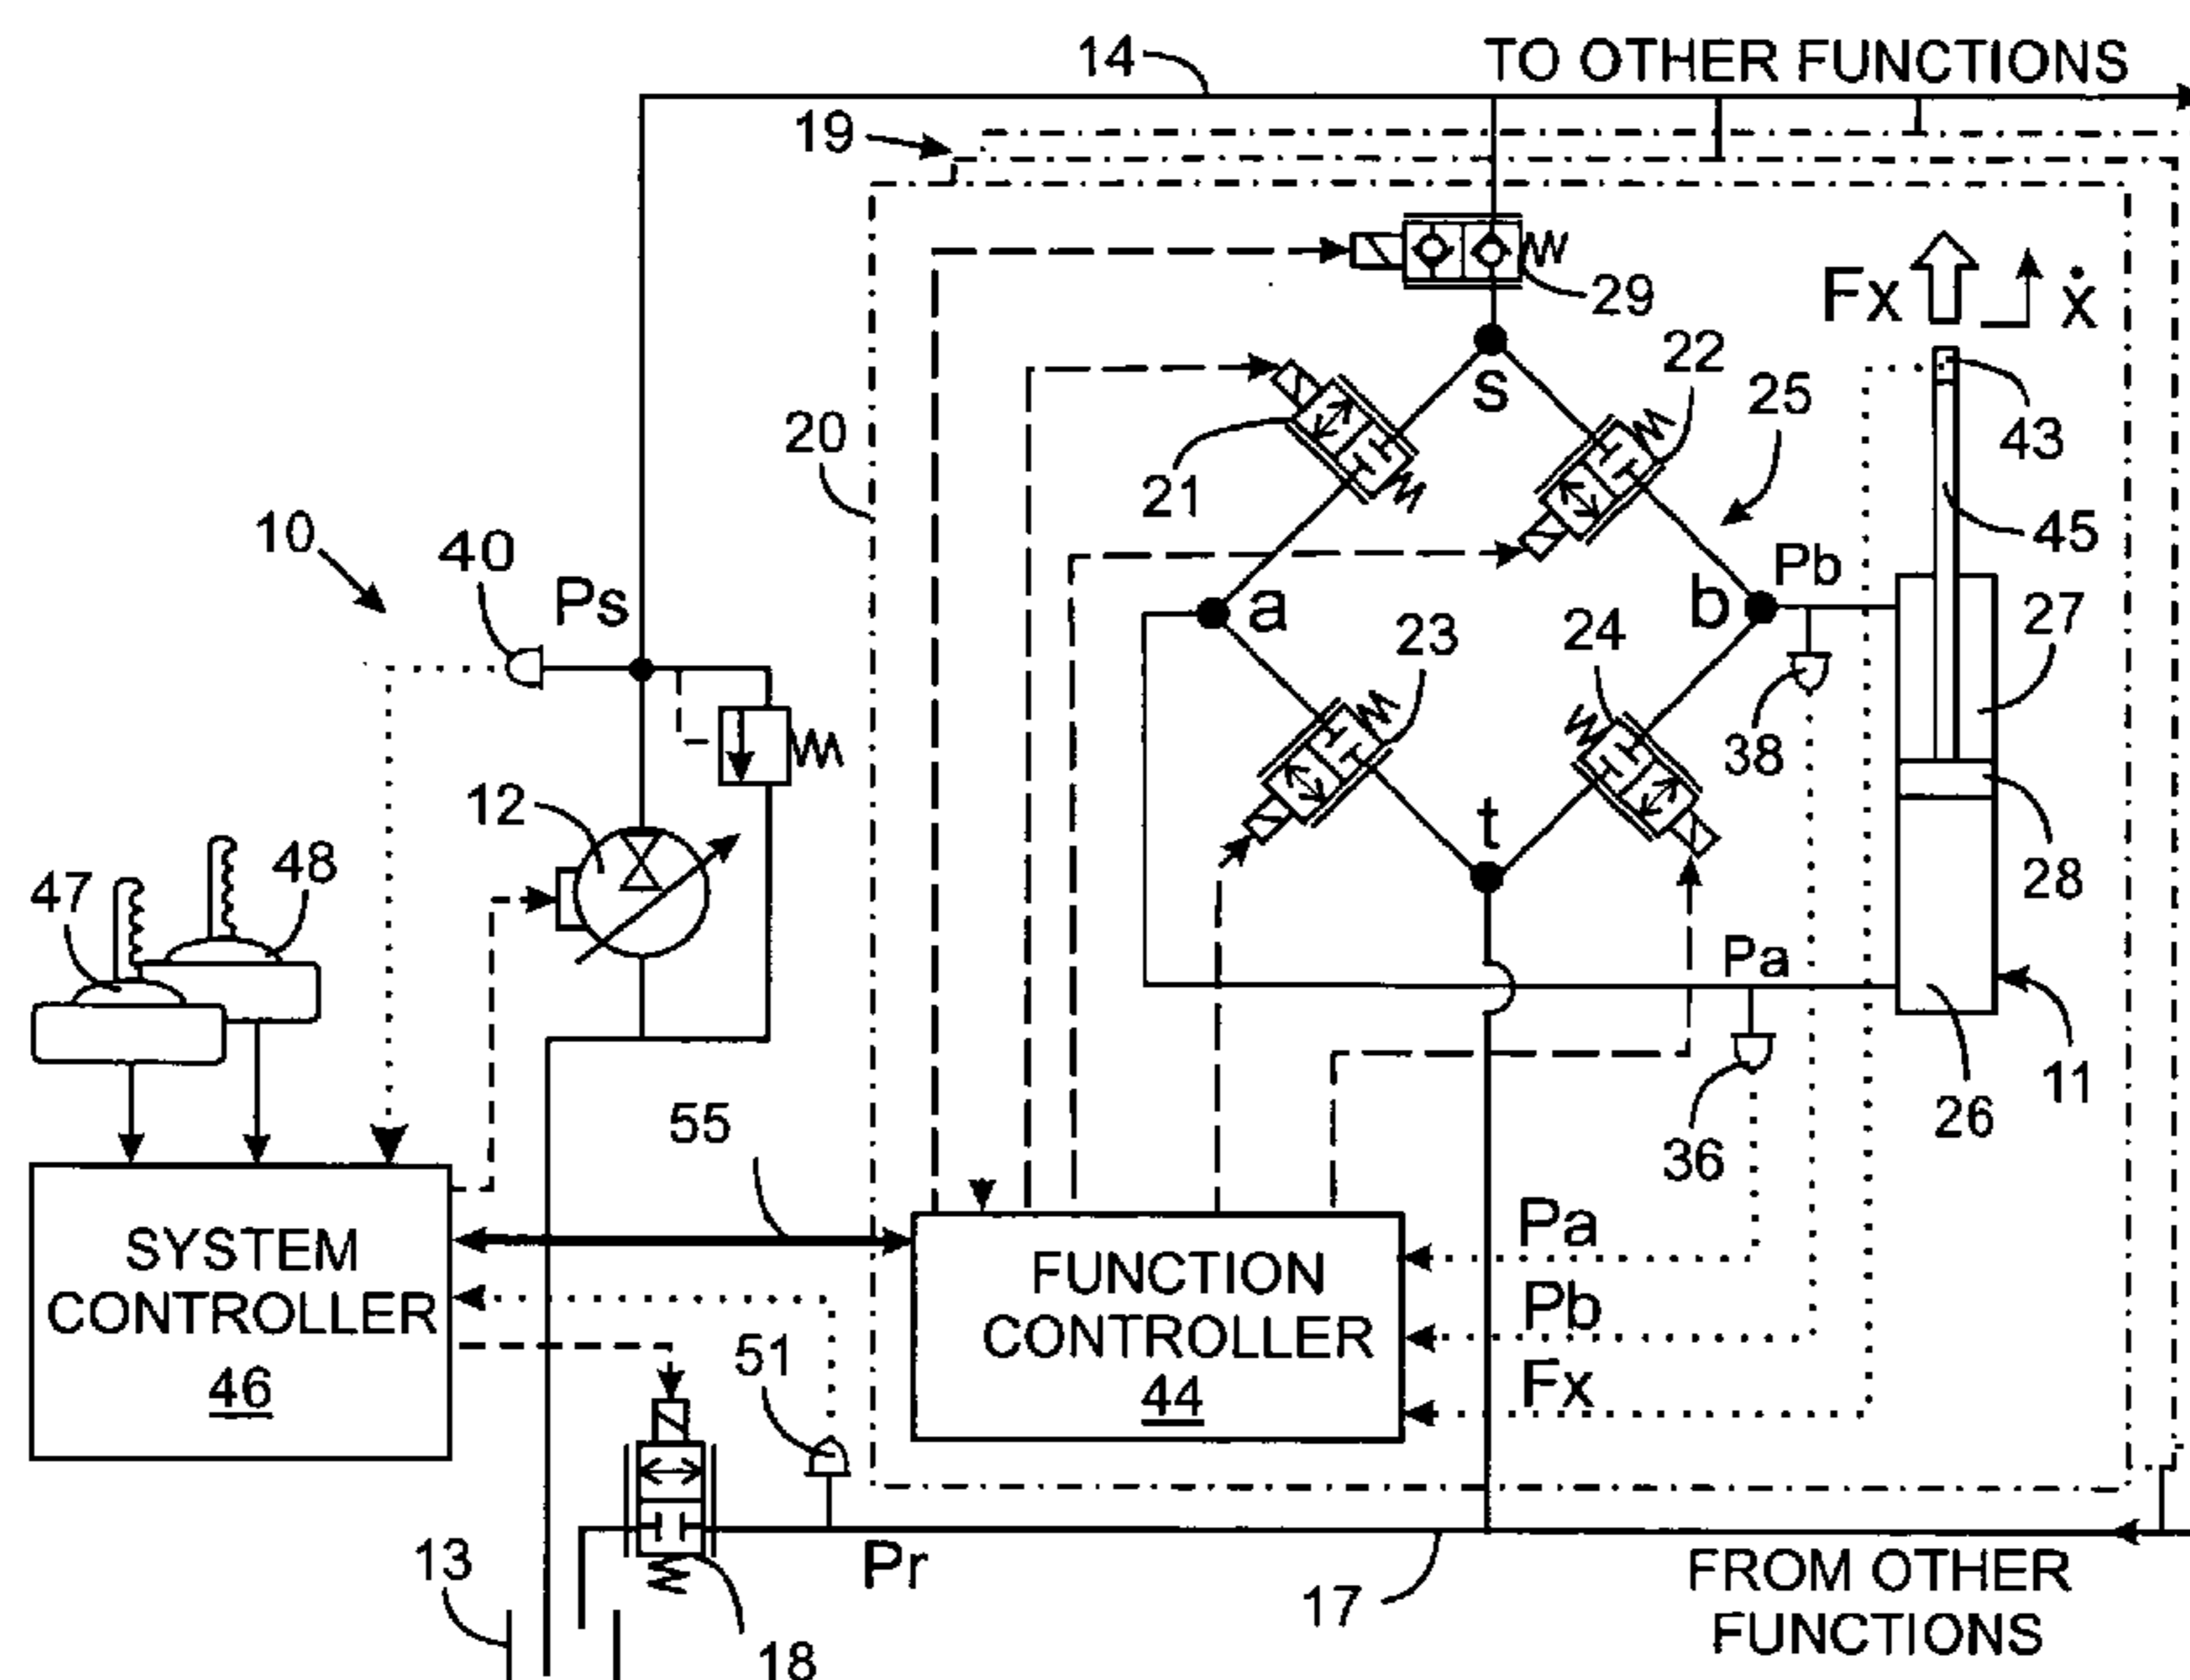 14
TO OTHER FUNCTIONS
19
29
Fx
ẋ
s
22
25
43
20
21
45
10
40
Ps
a
b
Pb
27
23
24
38
12
t
28
47
48
Pa
55
36
26
11
Pa
SYSTEM
CONTROLLER
46
FUNCTION
CONTROLLER
44
Pb
Fx
51
13
Pr
18
17
FROM OTHER
FUNCTIONS